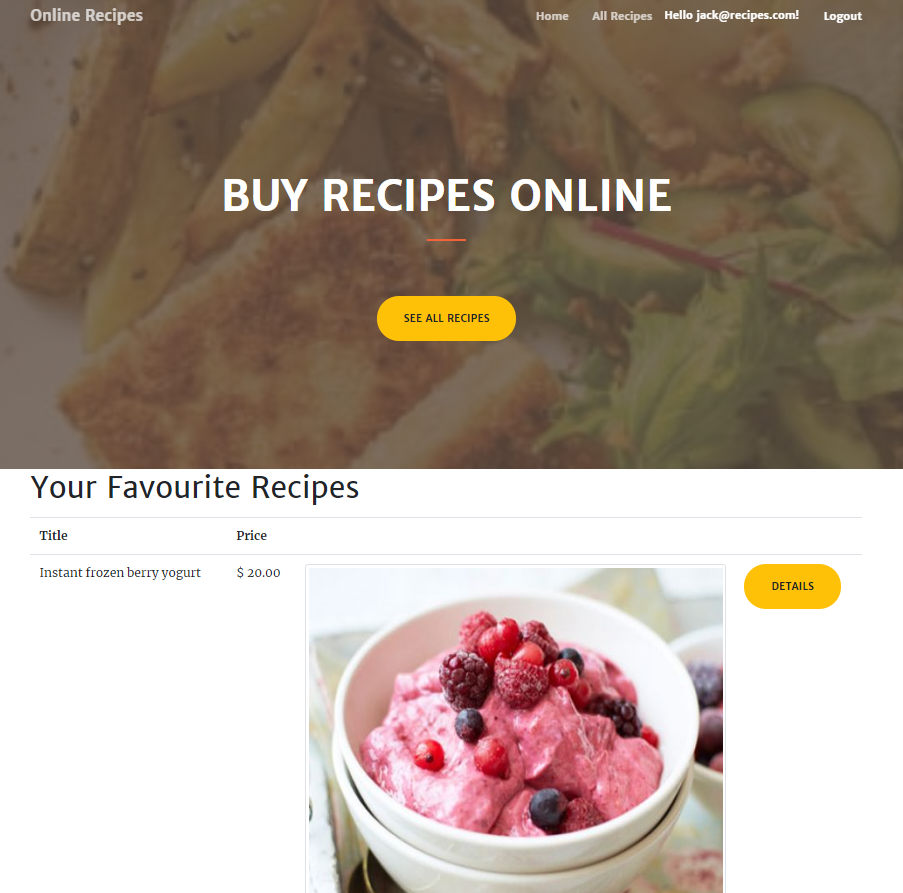 Online Recipes
Home All Recipes Hello jack@recipes.com! Logout
BUY RECIPES ONLINE
SEE ALL RECIPES
Your Favourite Recipes
Title Price
Instant frozen berry yogurt $ 20.00 DETAILS